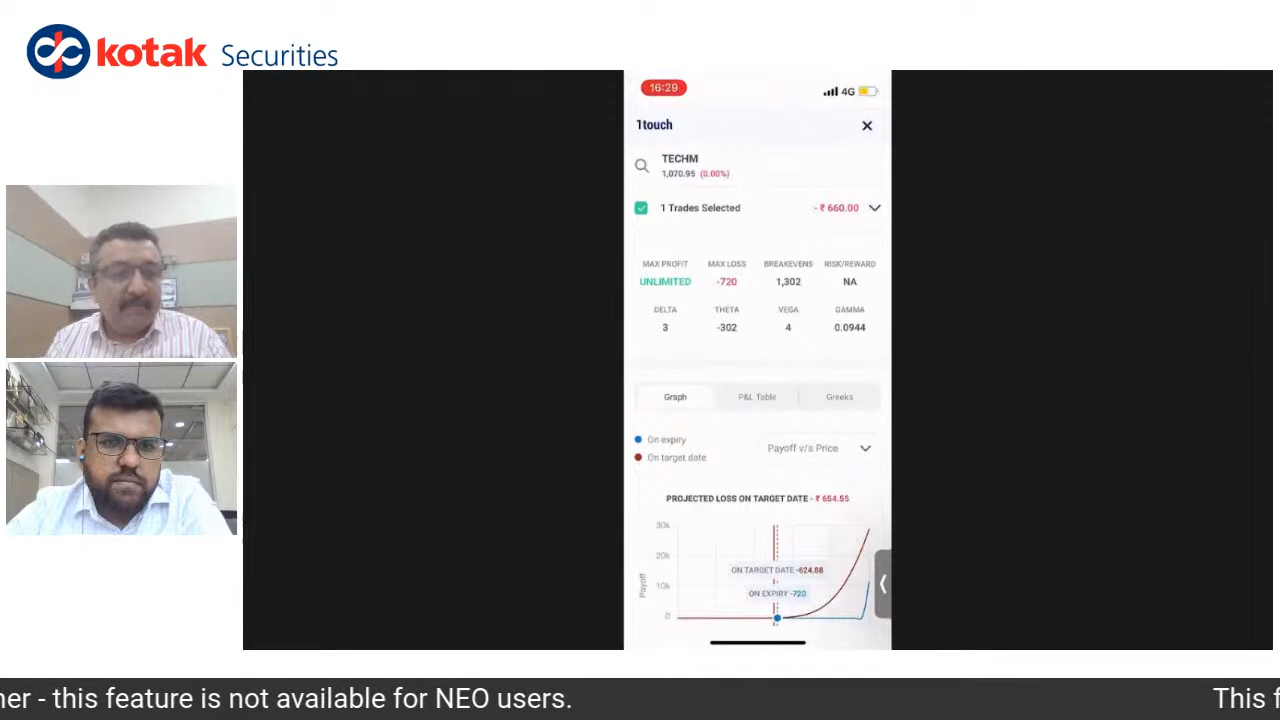 kotak Securities
16:29 4G
1touch
TECHM
1,070.95 (0.00%)
1 Trades Selected - ₹ 660.00
MAX PROFIT MAX LOSS BREAKEVENS RISK/REWARD
UNLIMITED -720 1,302 NA
DELTA THETA VEGA GAMMA
3 -302 4 0.0944
Graph P&L Table Greeks
On expiry
Payoff v/s Price
On target date
PROJECTED LOSS ON TARGET DATE - ₹ 654.55
30k
20k
ON TARGET DATE -624.88
10k
ON EXPIRY -720
0
Payoff
ner - this feature is not available for NEO users. This f